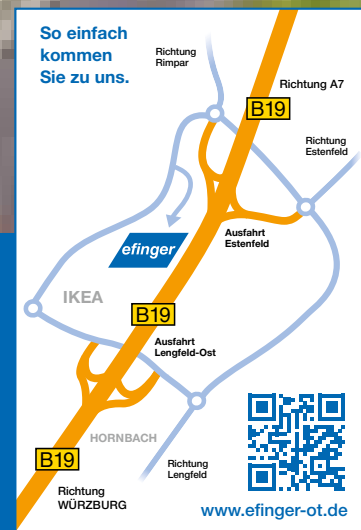 So einfach
kommen
Sie zu uns.
Richtung
Rimpar
Richtung A7
B19
Richtung
Estenfeld
Ausfahrt
Estenfeld
efinger
IKEA
B19
Ausfahrt
Lengfeld-Ost
HORNBACH
B19
Richtung
Lengfeld
Richtung
WÜRZBURG
www.efinger-ot.de